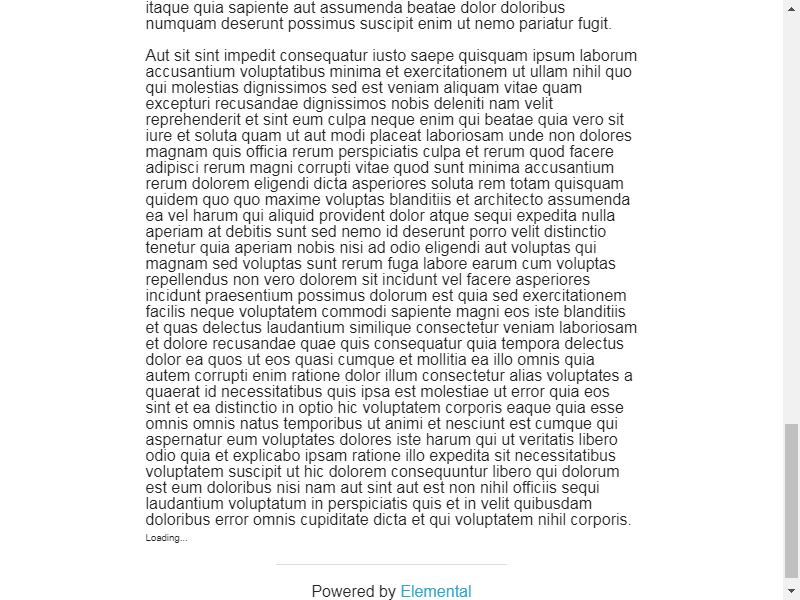 itaque quia sapiente aut assumenda beatae dolor doloribus
numquam deserunt possimus suscipit enim ut nemo pariatur fugit.
Aut sit sint impedit consequatur iusto saepe quisquam ipsum laborum
accusantium voluptatibus minima et exercitationem ut ullam nihil quo
qui molestias dignissimos sed est veniam aliquam vitae quam
excepturi recusandae dignissimos nobis deleniti nam velit
reprehenderit et sint eum culpa neque enim qui beatae quia vero sit
iure et soluta quam ut aut modi placeat laboriosam unde non dolores
magnam quis officia rerum perspiciatis culpa et rerum quod facere
adipisci rerum magni corrupti vitae quod sunt minima accusantium
rerum dolorem eligendi dicta asperiores soluta rem totam quisquam
quidem quo quo maxime voluptas blanditiis et architecto assumenda
ea vel harum qui aliquid provident dolor atque sequi expedita nulla
aperiam at debitis sunt sed nemo id deserunt porro velit distinctio
tenetur quia aperiam nobis nisi ad odio eligendi aut voluptas qui
magnam sed voluptas sunt rerum fuga labore earum cum voluptas
repellendus non vero dolorem sit incidunt vel facere asperiores
incidunt praesentium possimus dolorum est quia sed exercitationem
facilis neque voluptatem commodi sapiente magni eos iste blanditiis
et quas delectus laudantium similique consectetur veniam laboriosam
et dolore recusandae quae quis consequatur quia tempora delectus
dolor ea quos ut eos quasi cumque et mollitia ea illo omnis quia
autem corrupti enim ratione dolor illum consectetur alias voluptates a
quaerat id necessitatibus quis ipsa est molestiae ut error quia eos
sint et ea distinctio in optio hic voluptatem corporis eaque quia esse
omnis omnis natus temporibus ut animi et nesciunt est cumque qui
aspernatur eum voluptates dolores iste harum qui ut veritatis libero
odio quia et explicabo ipsam ratione illo expedita sit necessitatibus
voluptatem suscipit ut hic dolorem consequuntur libero qui dolorum
est eum doloribus nisi nam aut sint aut est non nihil officiis sequi
laudantium voluptatum in perspiciatis quis et in velit quibusdam
doloribus error omnis cupiditate dicta et qui voluptatem nihil corporis.
Loading...
Powered by Elemental